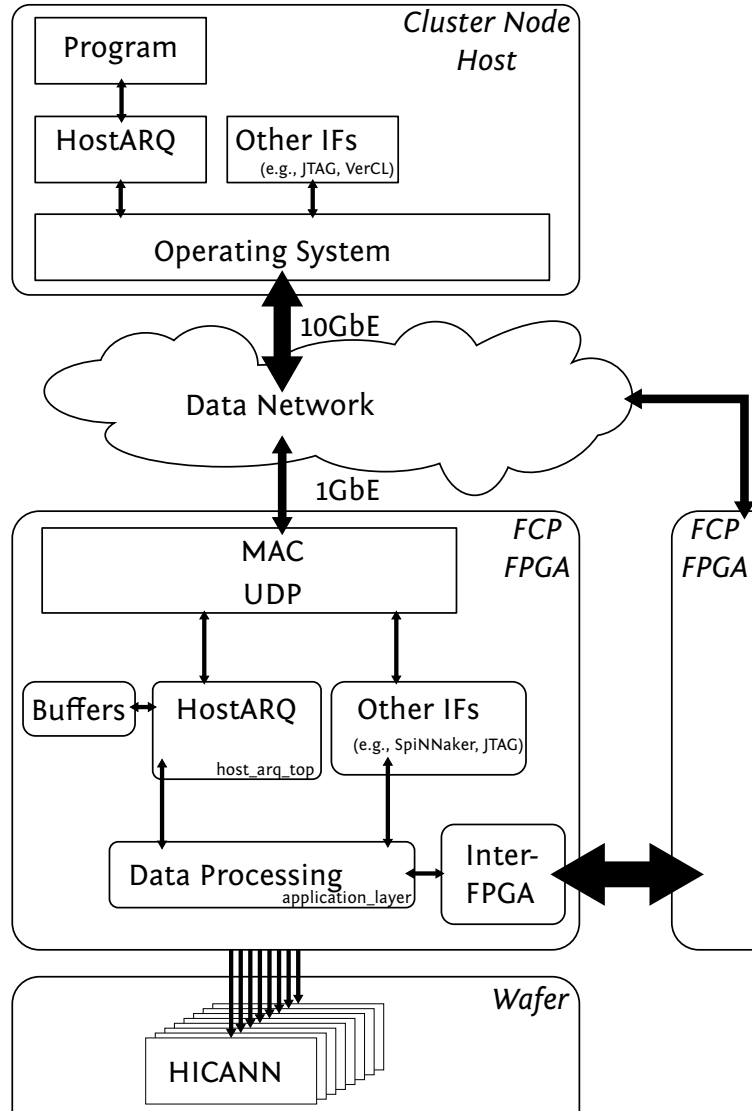 Cluster Node
Host
Program
HostARQ
Other IFs
(e.g., JTAG, VerCL)
Operating System
10GbE
Data Network
1GbE
FCP
FPGA
FCP
FPGA
MAC
UDP
Buffers
HostARQ
host_arq_top
Other IFs
(e.g., SpiNNaker, JTAG)
Data Processing
application_layer
Inter-
FPGA
Wafer
HICANN